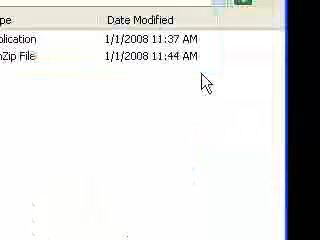 pe Date Modified
plication 1/1/2008 11:37 AM
nZip File 1/1/2008 11:44 AM